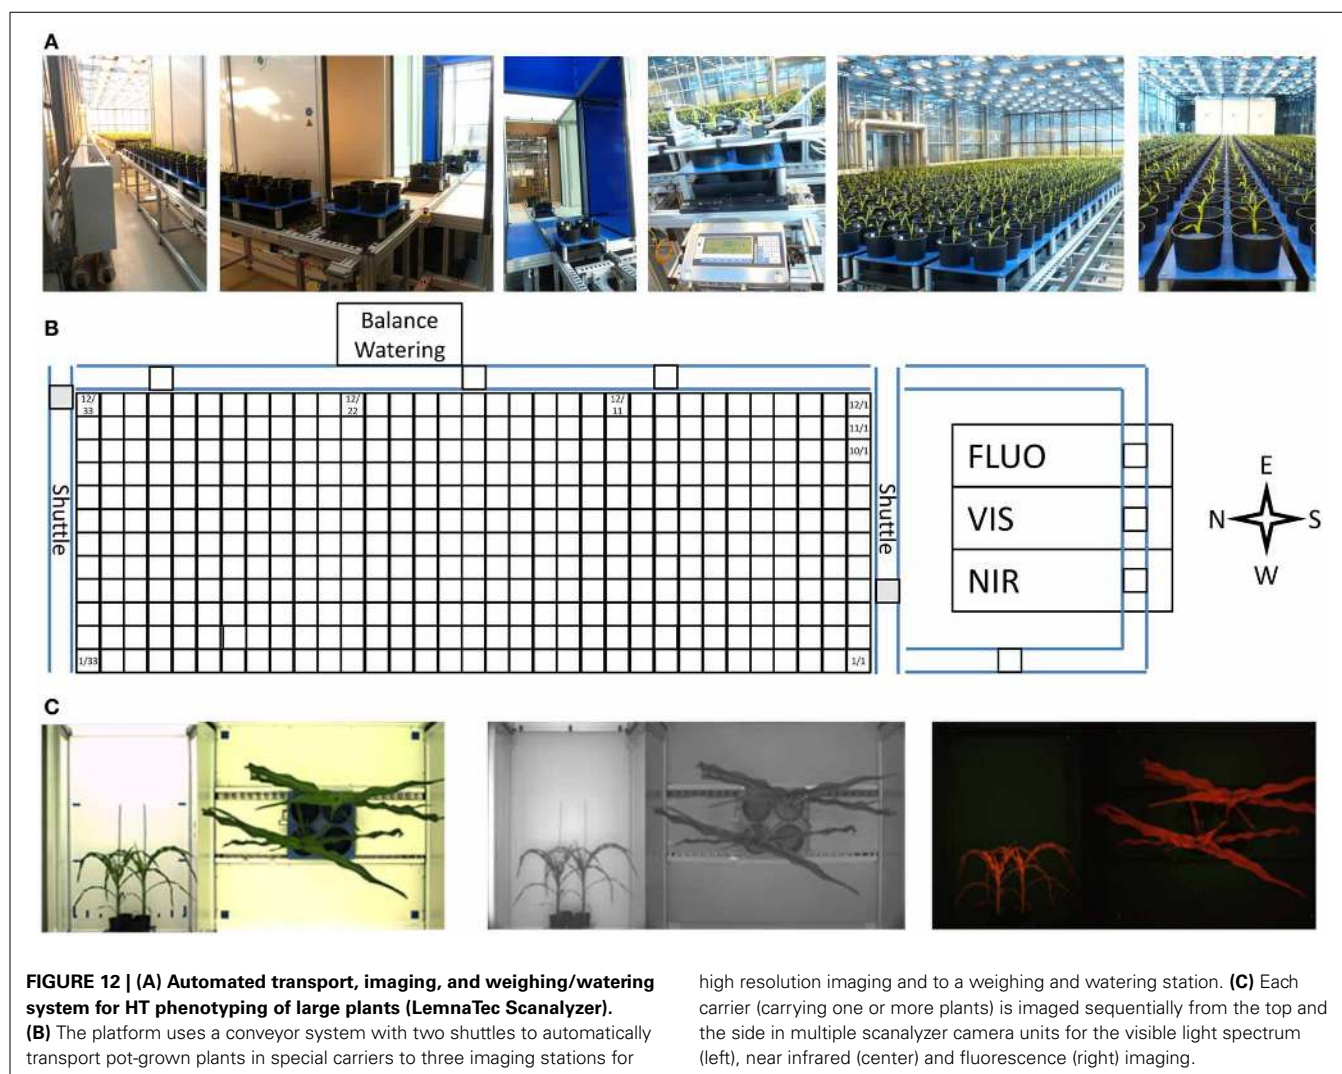 A
B
Balance
Watering
12/
33
12/
22
12/
11
12/1
11/1
10/1
Shuttle
Shuttle
1/33
1/1
FLUO
VIS
NIR
E
N
S
W
C
FIGURE 12 | (A) Automated transport, imaging, and weighing/watering
system for HT phenotyping of large plants (LemnaTec Scanalyzer).
(B) The platform uses a conveyor system with two shuttles to automatically
transport pot-grown plants in special carriers to three imaging stations for
high resolution imaging and to a weighing and watering station. (C) Each
carrier (carrying one or more plants) is imaged sequentially from the top and
the side in multiple scanalyzer camera units for the visible light spectrum
(left), near infrared (center) and fluorescence (right) imaging.